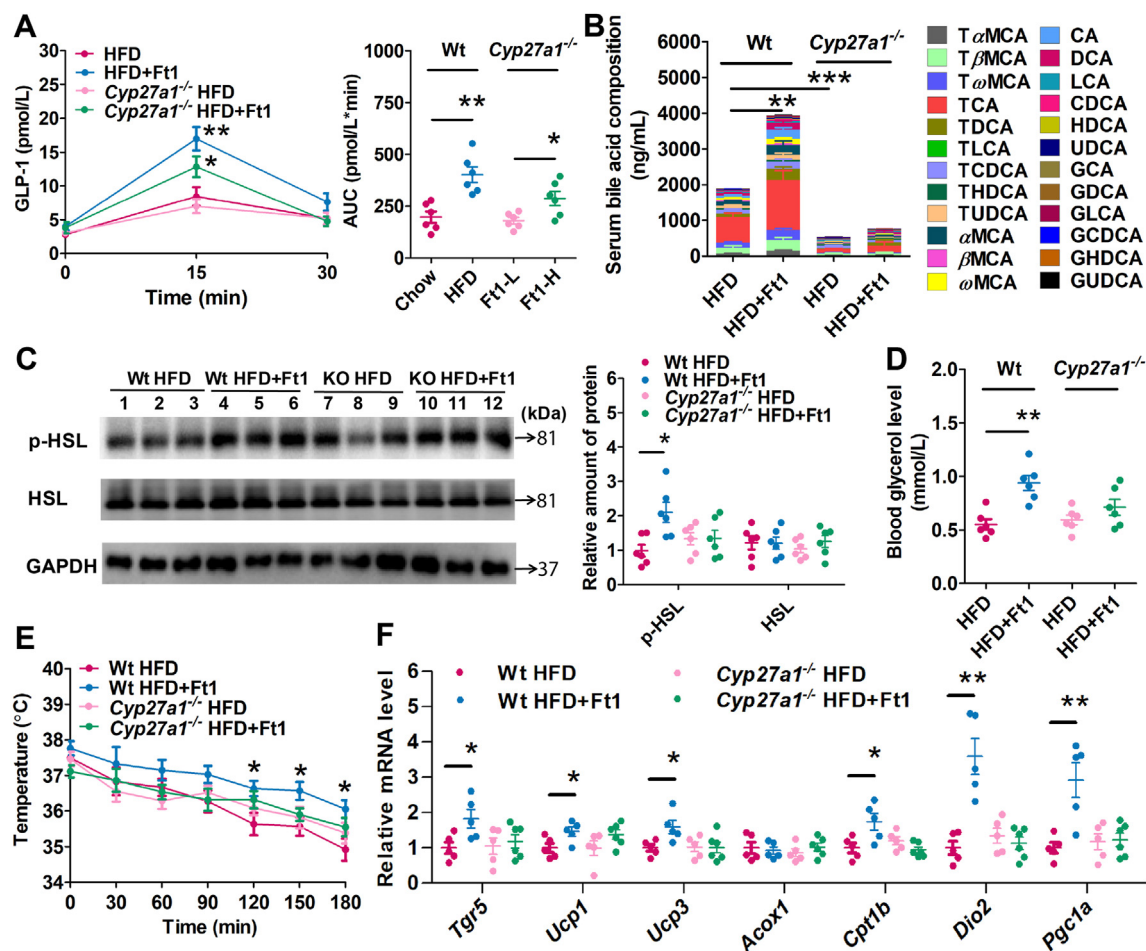 A
HFD
HFD+Ft1
Cyp27a1-/- HFD
Cyp27a1-/- HFD+Ft1
GLP-1 (pmol/L)
30
25
20
15
10
5
0
**
*
0 15 30
Time (min)
Wt Cyp27a1-/-
AUC (pmol/L*min)
1000
750
500
250
0
**
*
Chow HFD Ft1-L Ft1-H
B
Wt Cyp27a1-/-
Serum bile acid composition
(ng/mL)
6000
5000
4000
3000
2000
1000
0
***
**
HFD HFD+Ft1 HFD HFD+Ft1
TαMCA CA
TβMCA DCA
TωMCA LCA
TCA CDCA
TDCA HDCA
TLCA UDCA
TCDCA GCA
THDCA GDCA
TUDCA GLCA
αMCA GCDCA
βMCA GHDCA
ωMCA GUDCA
C
Wt HFD Wt HFD+Ft1 KO HFD KO HFD+Ft1
1 2 3 4 5 6 7 8 9 10 11 12 (kDa)
p-HSL →81
HSL →81
GAPDH →37
Wt HFD
Wt HFD+Ft1
Cyp27a1-/- HFD
Cyp27a1-/- HFD+Ft1
Relative amount of protein
6
5
4
3
2
1
0
*
p-HSL HSL
D
Wt Cyp27a1-/-
Blood glycerol level
(mmol/L)
2.0
1.5
1.0
0.5
0.0
**
HFD HFD+Ft1 HFD HFD+Ft1
E
Wt HFD
Wt HFD+Ft1
Cyp27a1-/- HFD
Cyp27a1-/- HFD+Ft1
Temperature (°C)
40
39
38
37
36
35
34
* * *
0 30 60 90 120 150 180
Time (min)
F
Wt HFD Cyp27a1-/- HFD
Wt HFD+Ft1 Cyp27a1-/- HFD+Ft1
Relative mRNA level
6
5
4
3
2
1
0
* * * * ** **
Tgr5 Ucp1 Ucp3 Acox1 Cpt1b Dio2 Pgc1a